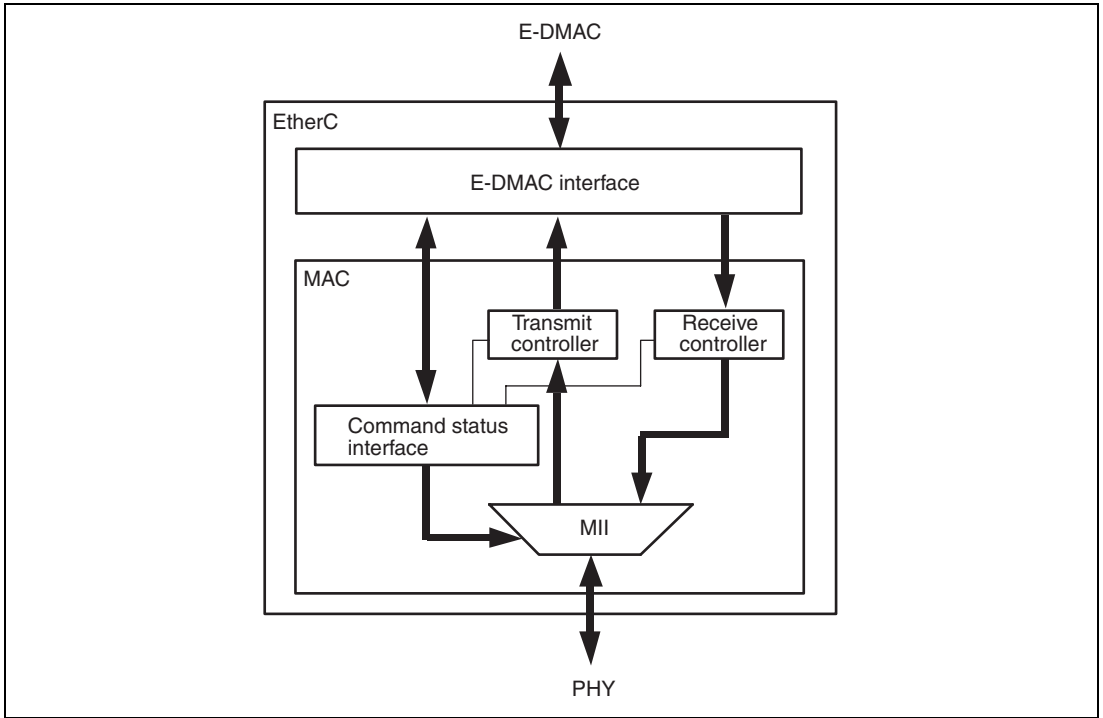 E-DMAC
EtherC
E-DMAC interface
MAC
Transmit
controller
Receive
controller
Command status
interface
MII
PHY